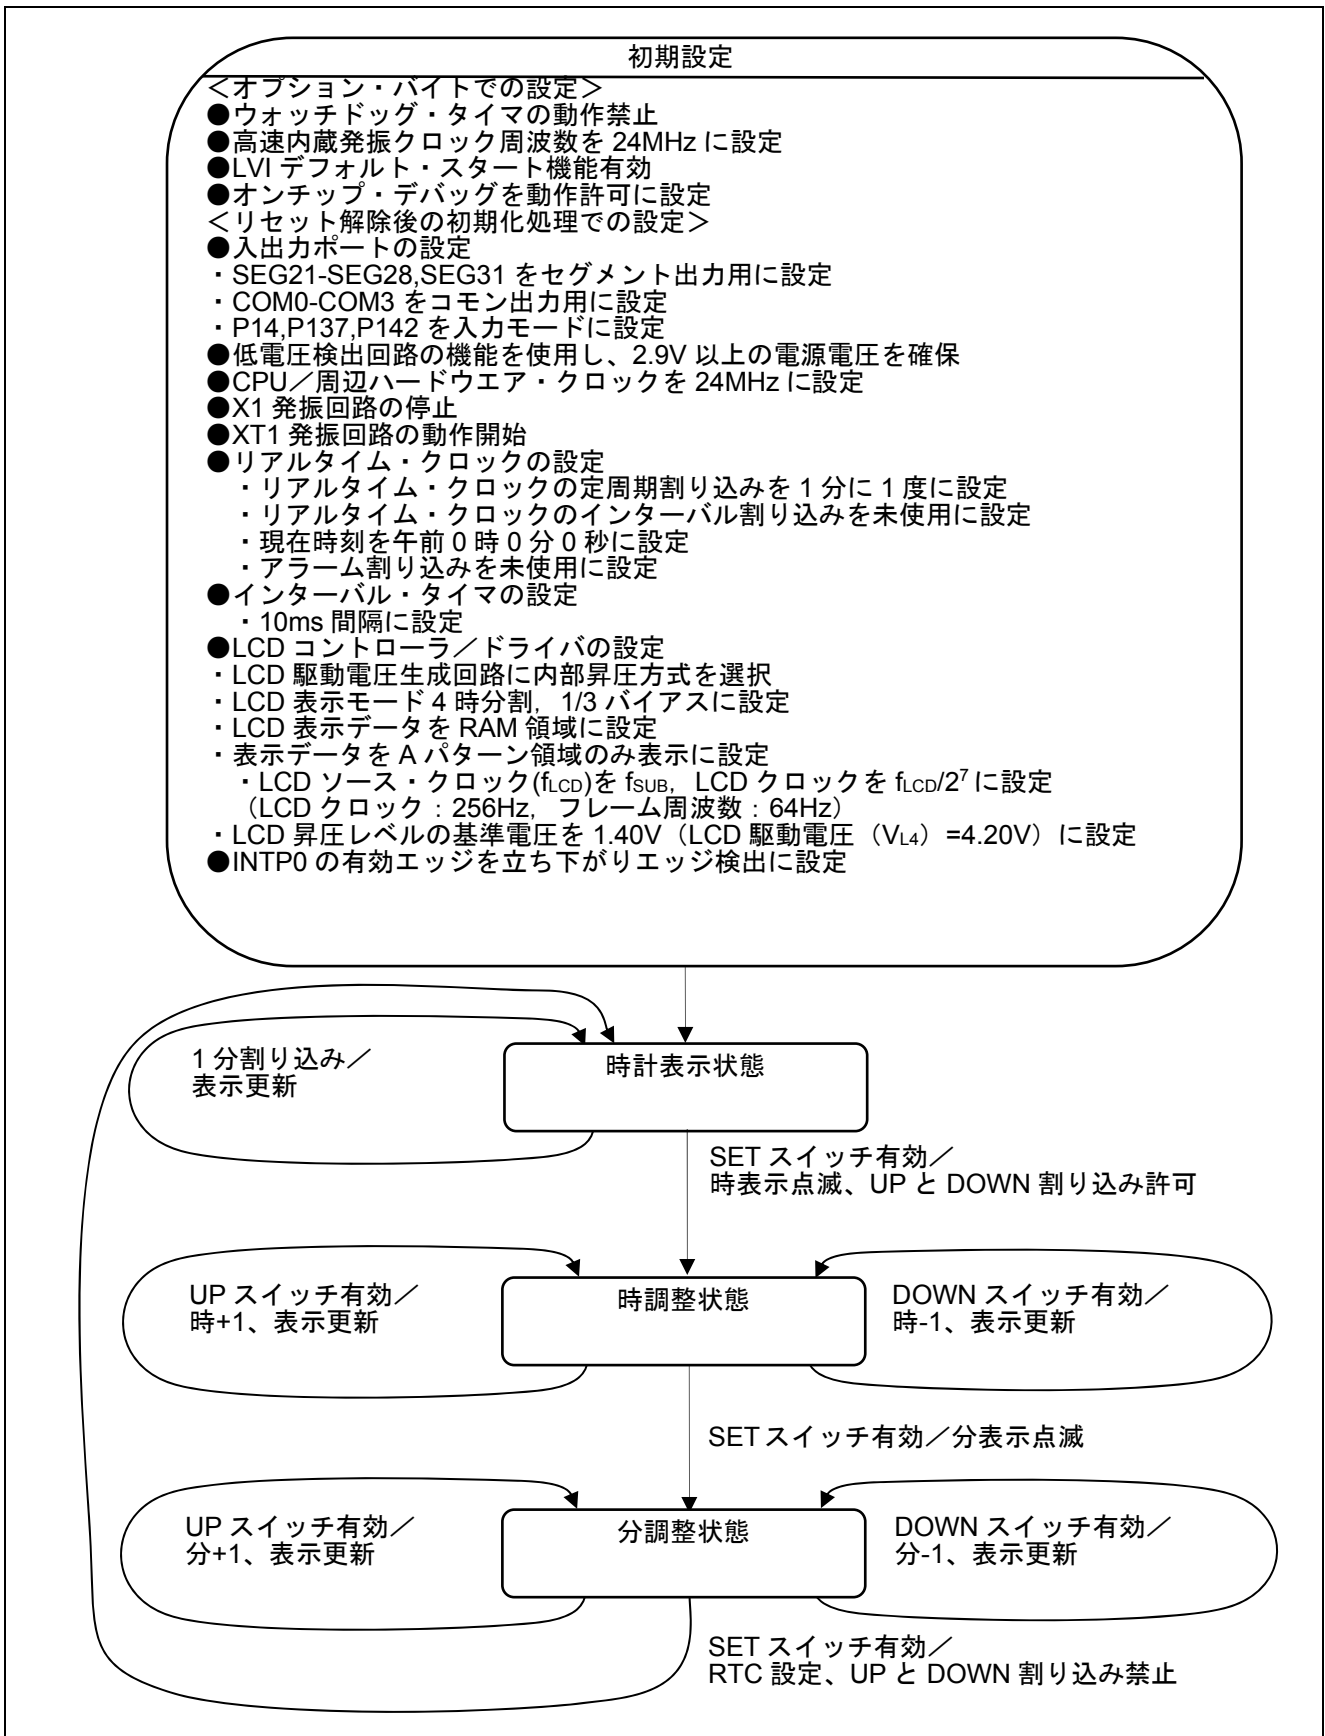 初期設定
＜オプション・バイトでの設定＞
●ウォッチドッグ・タイマの動作禁止
●高速内蔵発振クロック周波数を 24MHz に設定
●LVI デフォルト・スタート機能有効
●オンチップ・デバッグを動作許可に設定
＜リセット解除後の初期化処理での設定＞
●入出力ポートの設定
・SEG21-SEG28,SEG31 をセグメント出力用に設定
・COM0-COM3 をコモン出力用に設定
・P14,P137,P142 を入力モードに設定
●低電圧検出回路の機能を使用し、2.9V 以上の電源電圧を確保
●CPU／周辺ハードウエア・クロックを 24MHz に設定
●X1 発振回路の停止
●XT1 発振回路の動作開始
●リアルタイム・クロックの設定
・リアルタイム・クロックの定周期割り込みを 1 分に 1 度に設定
・リアルタイム・クロックのインターバル割り込みを未使用に設定
・現在時刻を午前 0 時 0 分 0 秒に設定
・アラーム割り込みを未使用に設定
●インターバル・タイマの設定
・10ms 間隔に設定
●LCD コントローラ／ドライバの設定
・LCD 駆動電圧生成回路に内部昇圧方式を選択
・LCD 表示モード 4 時分割，1/3 バイアスに設定
・LCD 表示データを RAM 領域に設定
・表示データを A パターン領域のみ表示に設定
・LCD ソース・クロック(fLCD)を fSUB，LCD クロックを fLCD/2⁷ に設定
（LCD クロック：256Hz，フレーム周波数：64Hz）
・LCD 昇圧レベルの基準電圧を 1.40V（LCD 駆動電圧（VL4）=4.20V）に設定
●INTP0 の有効エッジを立ち下がりエッジ検出に設定
1 分割り込み／
表示更新
時計表示状態
SET スイッチ有効／
時表示点滅、UP と DOWN 割り込み許可
UP スイッチ有効／
時+1、表示更新
時調整状態
DOWN スイッチ有効／
時-1、表示更新
SET スイッチ有効／分表示点滅
UP スイッチ有効／
分+1、表示更新
分調整状態
DOWN スイッチ有効／
分-1、表示更新
SET スイッチ有効／
RTC 設定、UP と DOWN 割り込み禁止